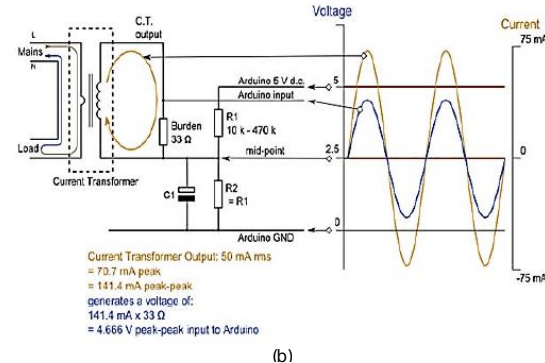 Voltage
Current
C.T.
output
L
Mains
N
Load
75 mA
Arduino 5 V d.c.
5
Arduino input
Burden
33 Ω
R1
10 k - 470 k
mid-point
2.5
0
Current Transformer
C1
R2
= R1
0
Arduino GND
-75 mA
Current Transformer Output: 50 mA rms
= 70.7 mA peak
= 141.4 mA peak-peak
generates a voltage of:
141.4 mA x 33 Ω
= 4.666 V peak-peak input to Arduino
(b)